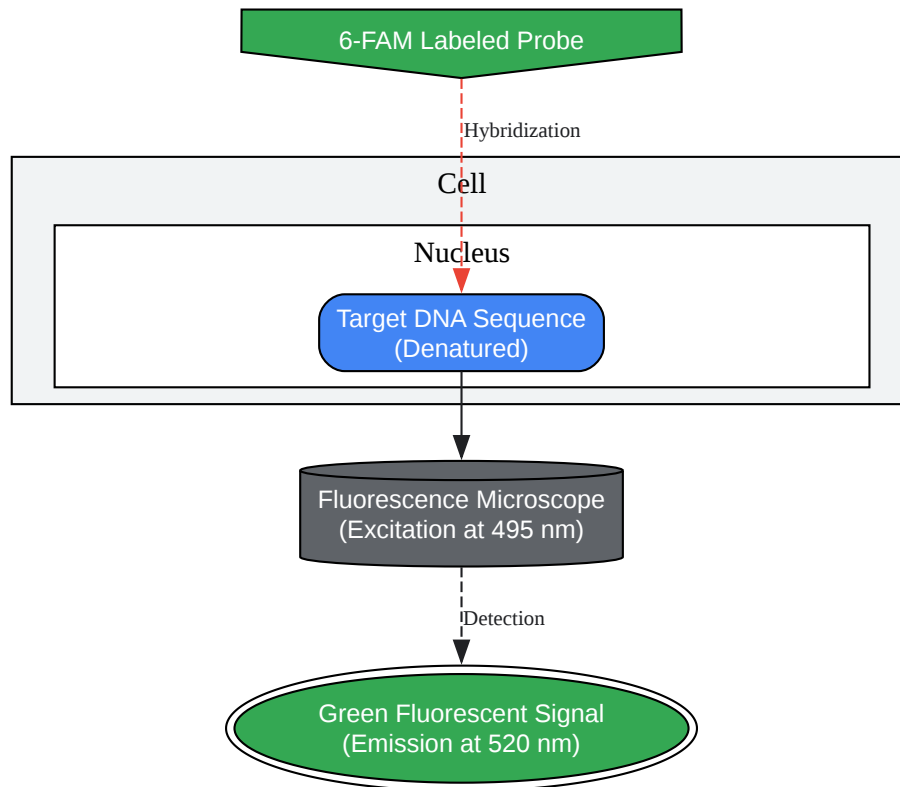 6-FAM Labeled Probe
Hybridization
Cell
Nucleus
Target DNA Sequence
(Denatured)
Fluorescence Microscope
(Excitation at 495 nm)
Detection
Green Fluorescent Signal
(Emission at 520 nm)